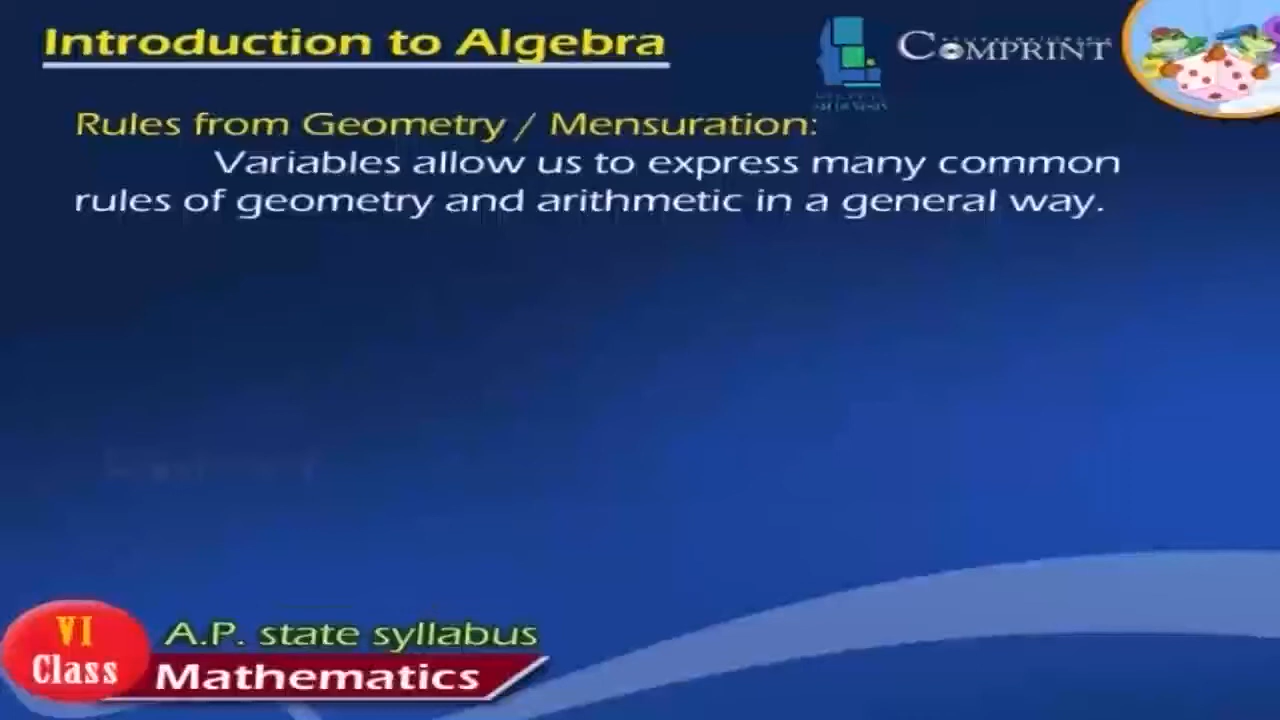 Introduction to Algebra
COMPRINT
Rules from Geometry / Mensuration:
Variables allow us to express many common
rules of geometry and arithmetic in a general way.
VI
Class
A.P. state syllabus
Mathematics